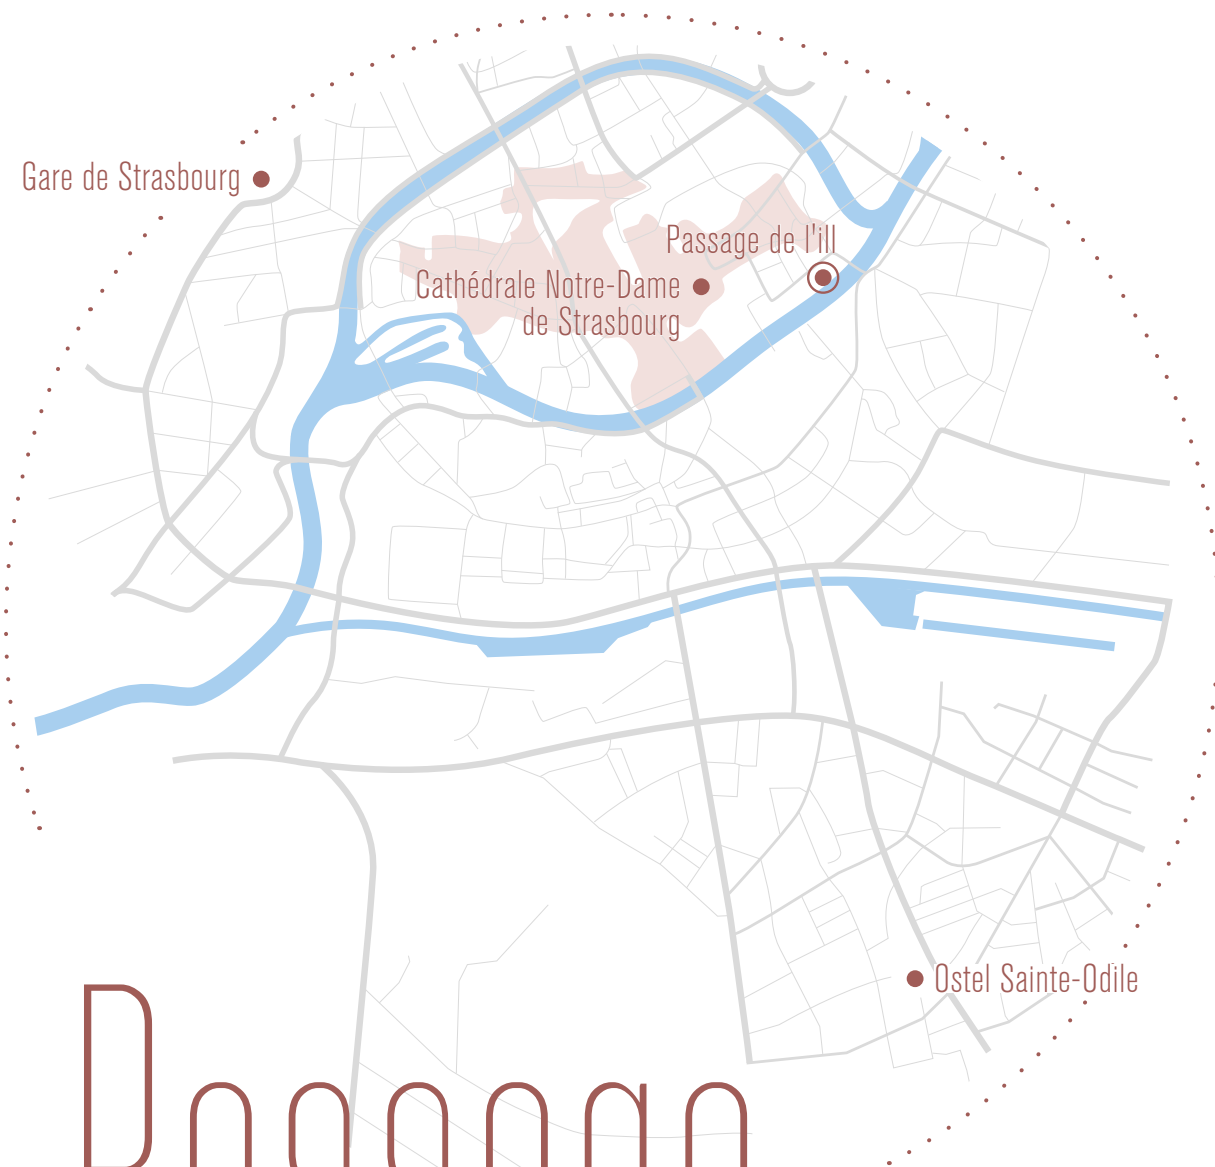 Gare de Strasbourg
Passage de l'ill
Cathédrale Notre-Dame
de Strasbourg
Ostel Sainte-Odile